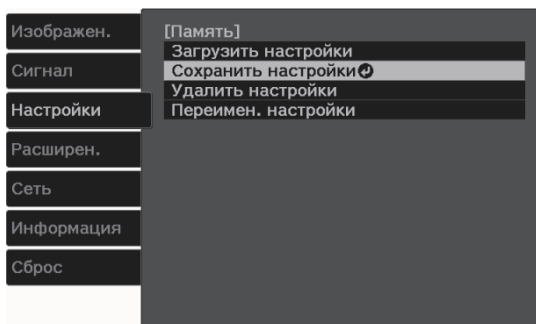 Изображен.
Сигнал
Настройки
Расширен.
Сеть
Информация
Сброс
[Память]
Загрузить настройки
Сохранить настройки
Удалить настройки
Переимен. настройки